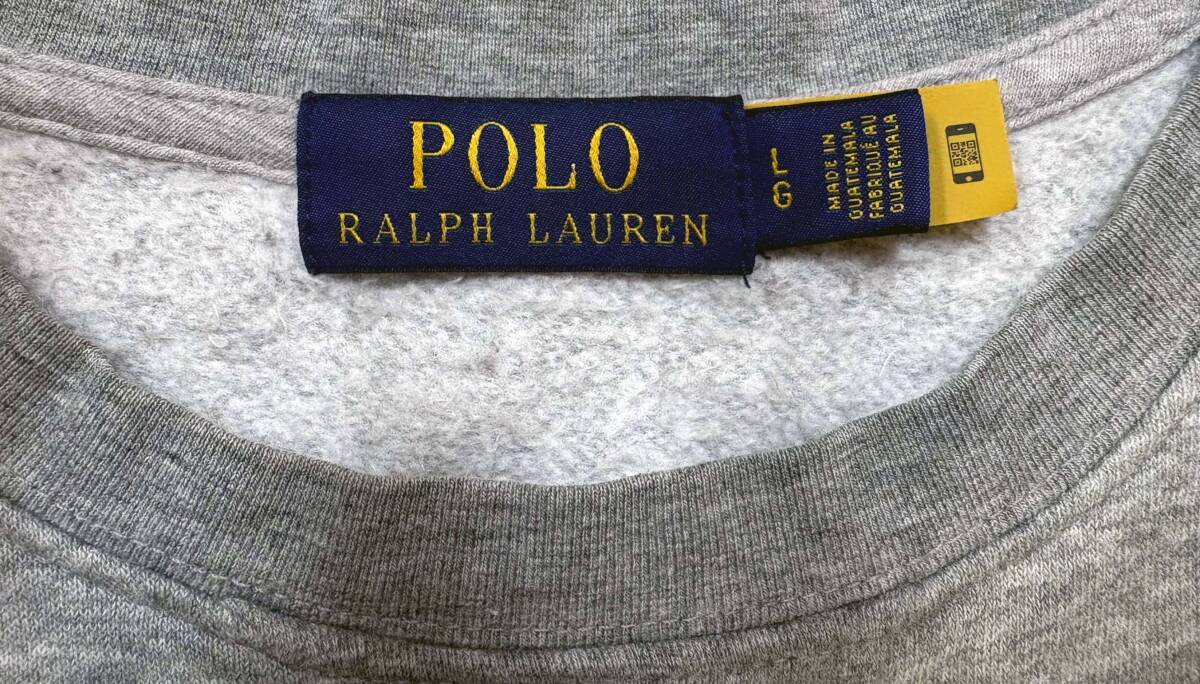 POLO
RALPH LAUREN
L
G
MADE IN
GUATEMALA
FABRIQUÉ AU
GUATEMALA